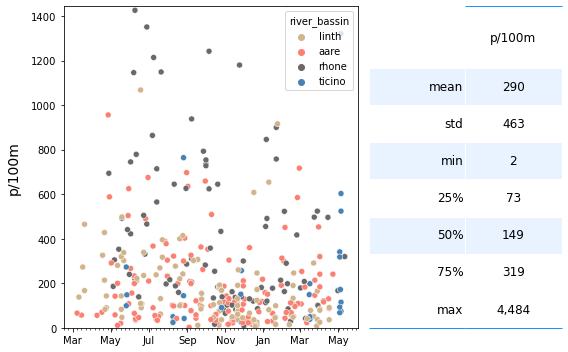 river_bassin
linth
aare
rhone
ticino
p/100m
1400
1200
1000
800
600
400
200
0
Mar May Jul Sep Nov Jan Mar May
p/100m
mean 290
std 463
min 2
25% 73
50% 149
75% 319
max 4,484